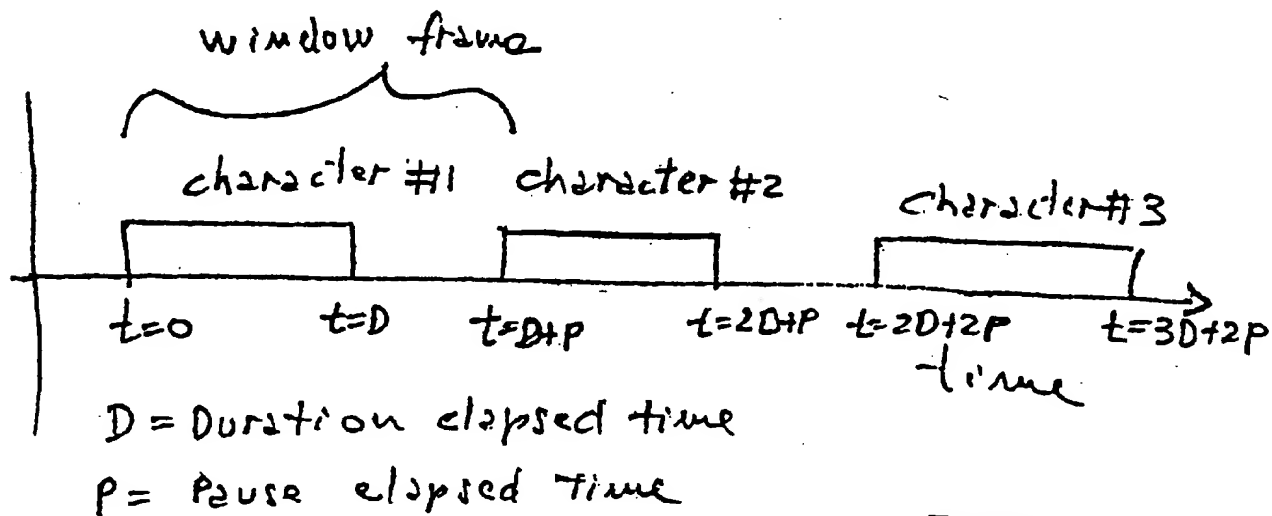 window frame
character #1 character #2 character #3
t=0 t=D t=D+P t=2D+P t=2D+2P t=3D+2P
time
D = Duration elapsed time
P = Pause elapsed time